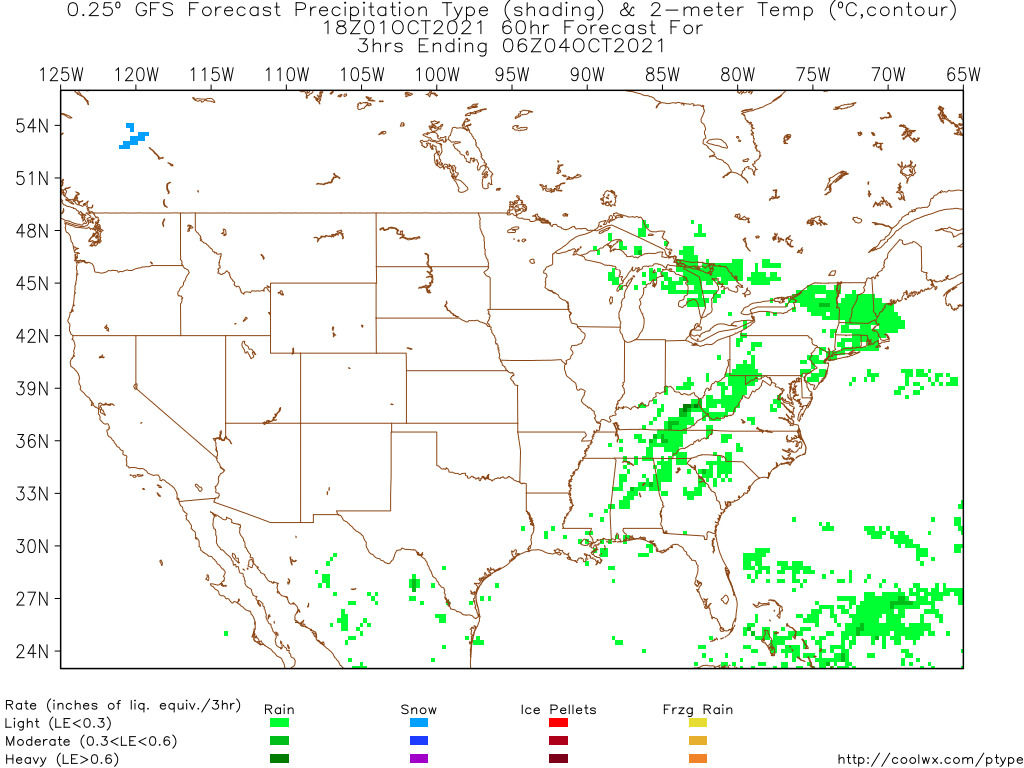 0.25° GFS Forecast Precipitation Type (shading) & 2-meter Temp (°C,contour)
18Z01OCT2021 60hr Forecast For
3hrs Ending 06Z04OCT2021
125W 120W 115W 110W 105W 100W 95W 90W 85W 80W 75W 70W 65W
54N
51N
48N
45N
42N
39N
36N
33N
30N
27N
24N
Rate (inches of liq. equiv./3hr) Rain Snow Ice Pellets Frzg Rain
Light (LE<0.3)
Moderate (0.3<LE<0.6)
Heavy (LE>0.6) http://coolwx.com/ptype